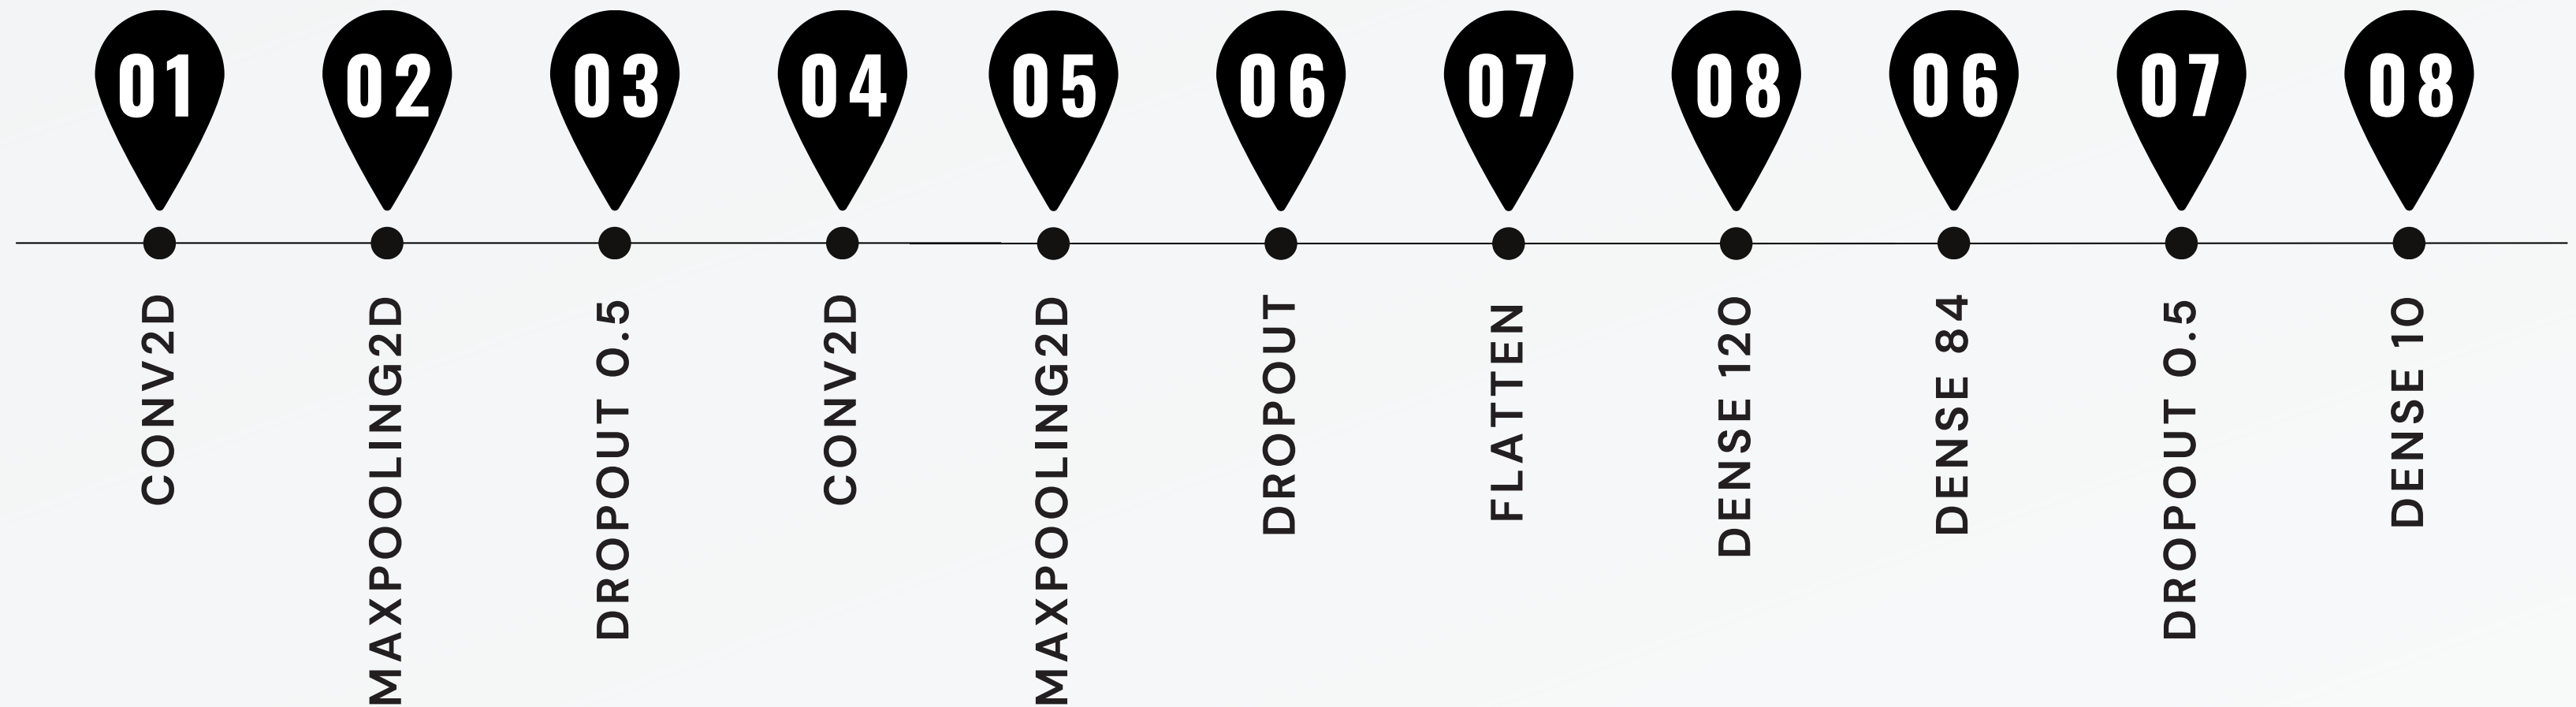 01 02 03 04 05 06 07 08 06 07 08
CONV2D
MAXPOOLING2D
DROPOUT 0.5
CONV2D
MAXPOOLING2D
DROPOUT
FLATTEN
DENSE 120
DENSE 84
DROPOUT 0.5
DENSE 10